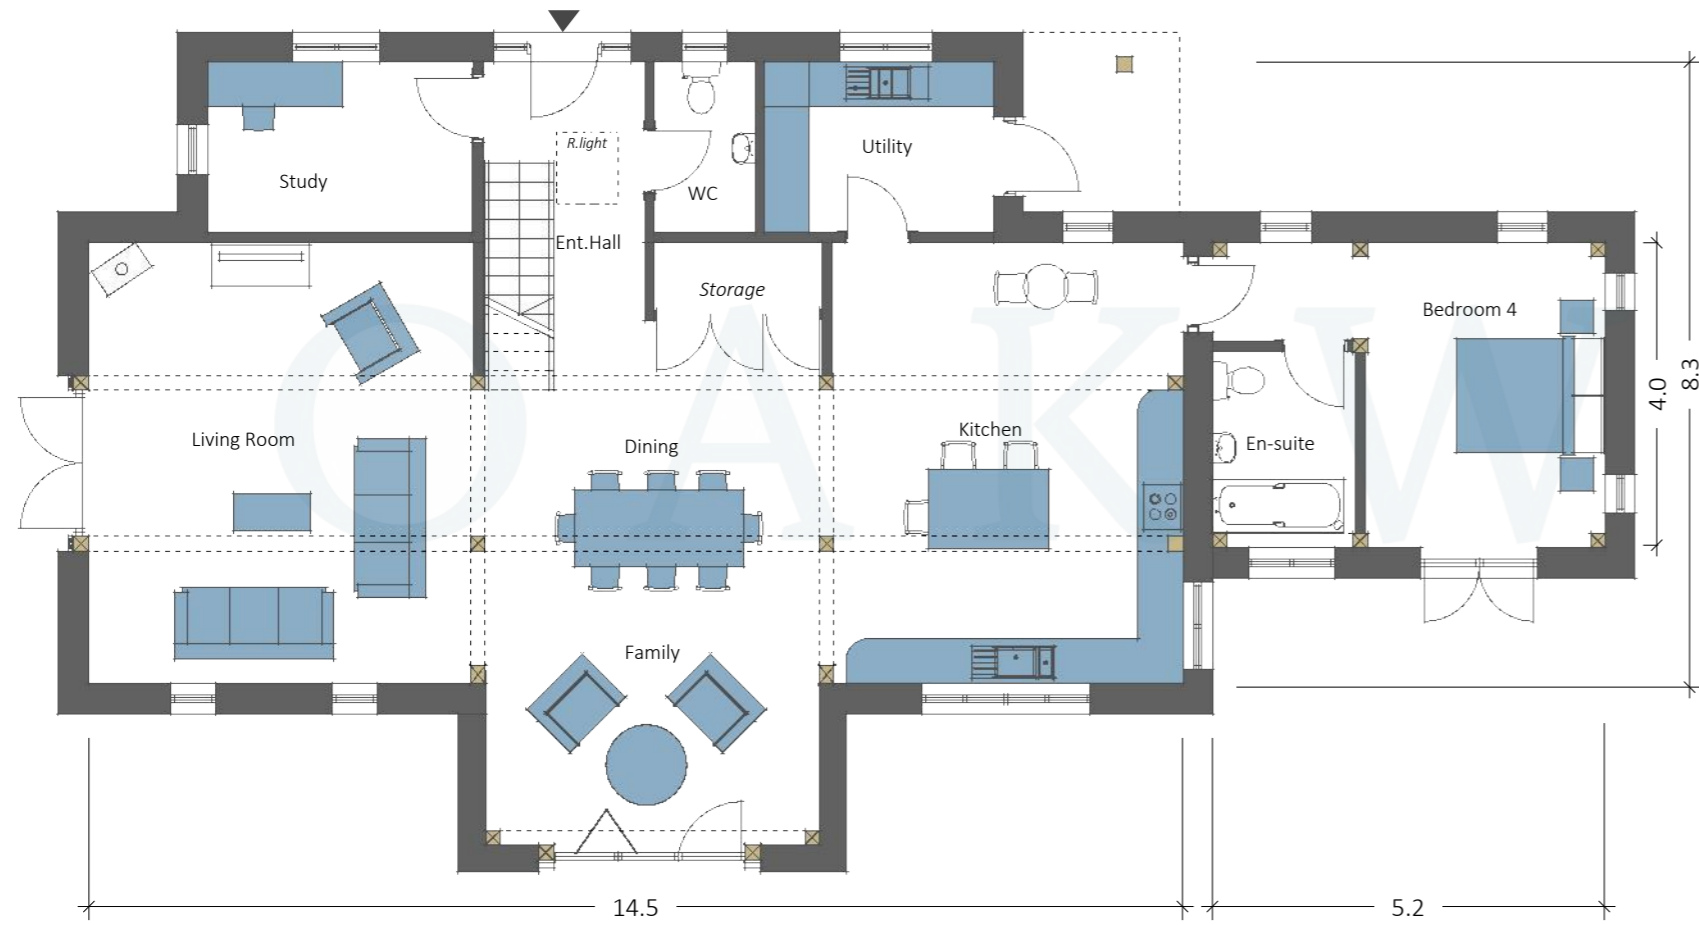 R.light
Utility
Study
WC
Ent.Hall
Storage
Bedroom 4
8.3
4.0
Living Room
Dining
Kitchen
En-suite
O A K W
Family
14.5
5.2